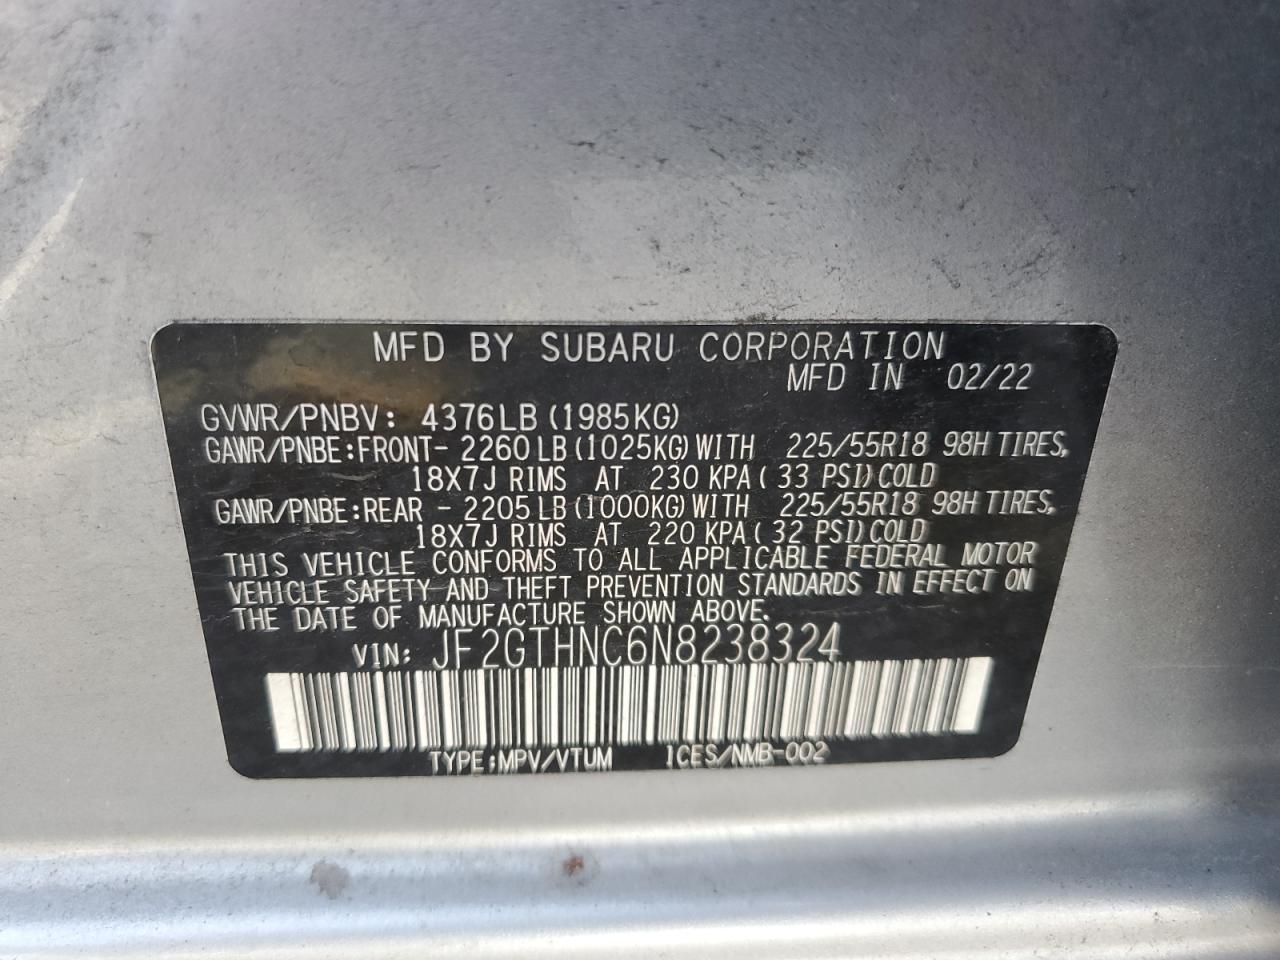 MFD BY SUBARU CORPORATION
MFD IN 02/22
GVWR/PNBV: 4376LB(1985KG)
GAWR/PNBE:FRONT- 2260LB(1025KG)WITH 225/55R18 98H TIRES,
18X7J RIMS AT 230 KPA( 33 PSI)COLD
GAWR/PNBE:REAR - 2205LB(1000KG)WITH 225/55R18 98H TIRES,
18X7J RIMS AT 220 KPA( 32 PSI)COLD
THIS VEHICLE CONFORMS TO ALL APPLICABLE FEDERAL MOTOR
VEHICLE SAFETY AND THEFT PREVENTION STANDARDS IN EFFECT ON
THE DATE OF MANUFACTURE SHOWN ABOVE.
VIN: JF2GTHNC6N8238324
TYPE:MPV/VTUM ICES/NMB-002